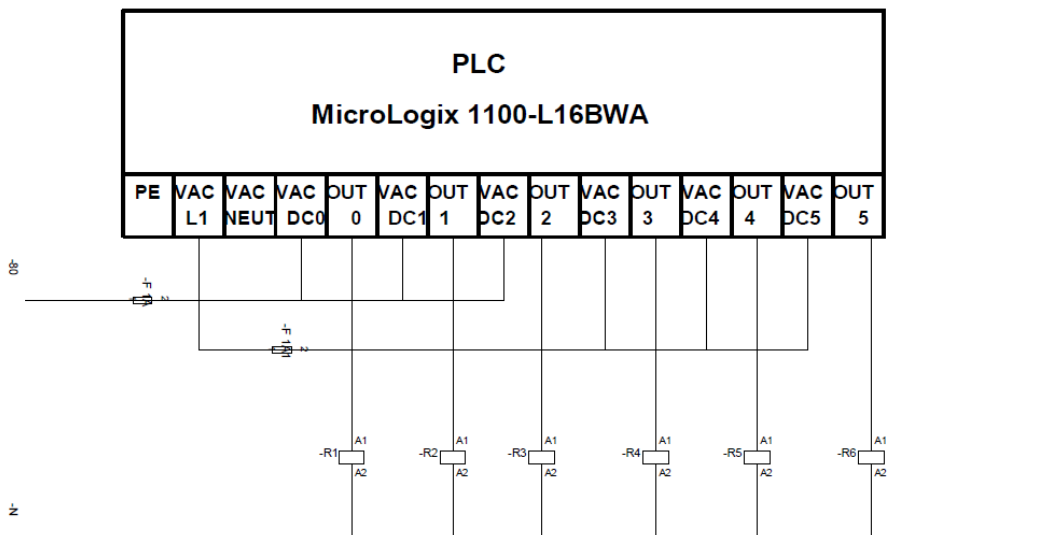 PLC
MicroLogix 1100-L16BWA
PE VAC VAC VAC OUT VAC OUT VAC OUT VAC OUT VAC OUT VAC OUT
L1 NEUT DC0 0 DC1 1 DC2 2 DC3 3 DC4 4 DC5 5
-80
-F
2
-F
2
A1 A1 A1 A1 A1 A1
-R1 -R2 -R3 -R4 -R5 -R6
A2 A2 A2 A2 A2 A2
-N